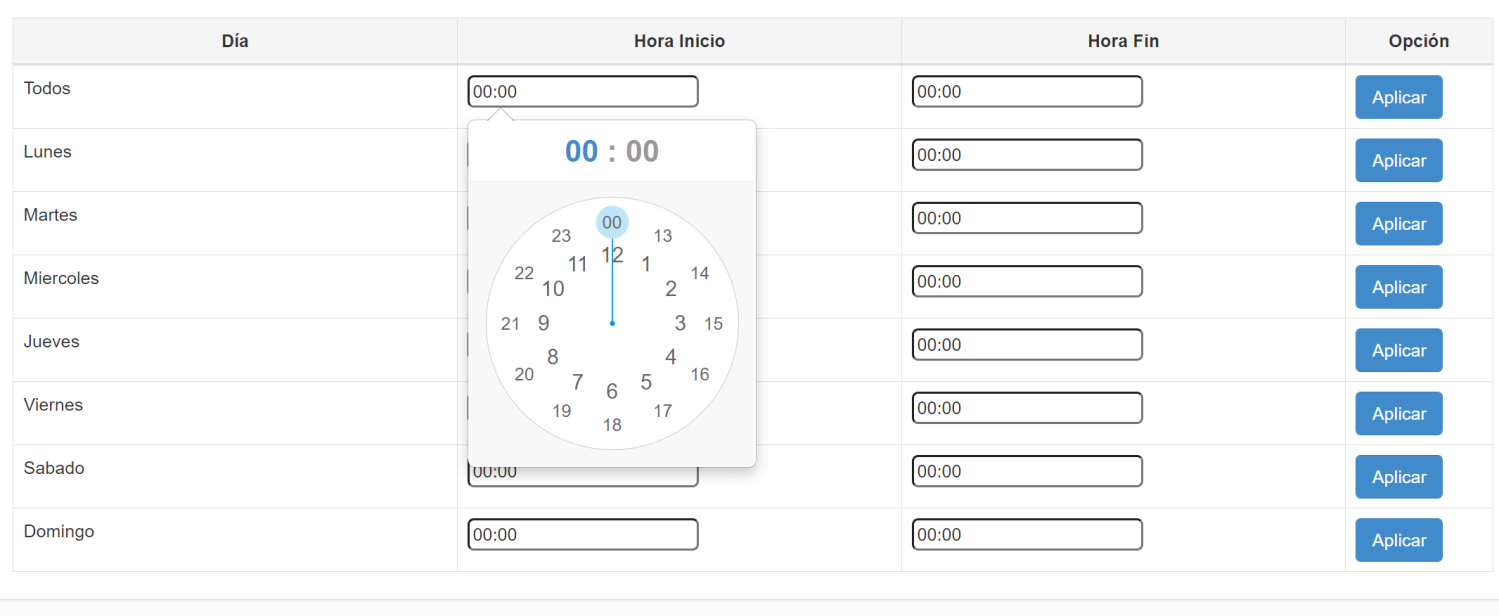 Día Hora Inicio Hora Fin Opción
Todos 00:00 00:00 Aplicar
00 : 00
Lunes 00:00 Aplicar
Martes 00:00 Aplicar
00
23 13
12
11 1
22 14
10 2
Miercoles 00:00 Aplicar
21 9 3 15
Jueves 00:00 Aplicar
8 4
20 16
7 5
6
19 17
18
Viernes 00:00 Aplicar
Sabado 00:00 00:00 Aplicar
Domingo 00:00 00:00 Aplicar